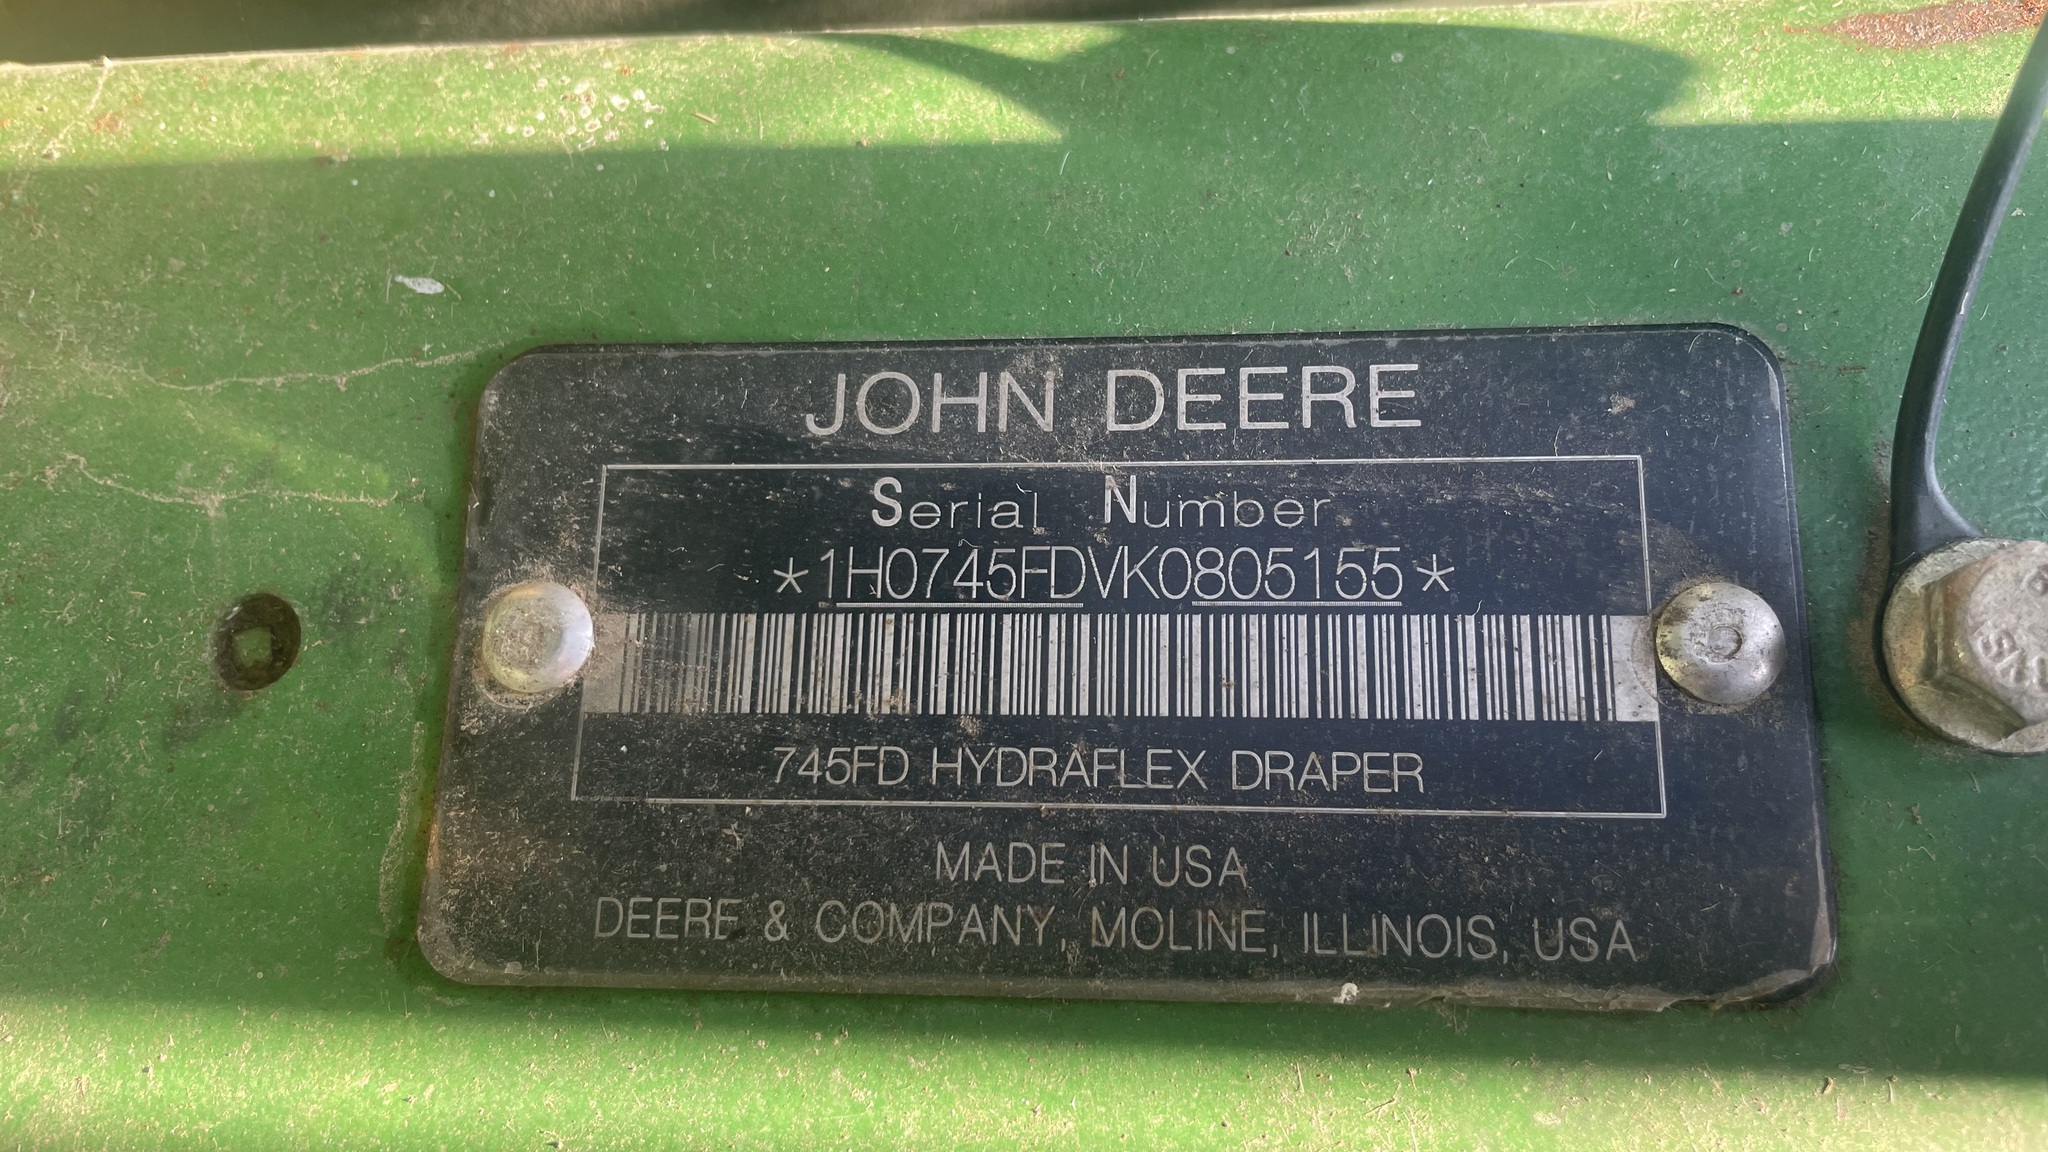 JOHN DEERE
Serial Number
*1H0745FDVK0805155*
745FD HYDRAFLEX DRAPER
MADE IN USA
DEERE & COMPANY, MOLINE, ILLINOIS, USA